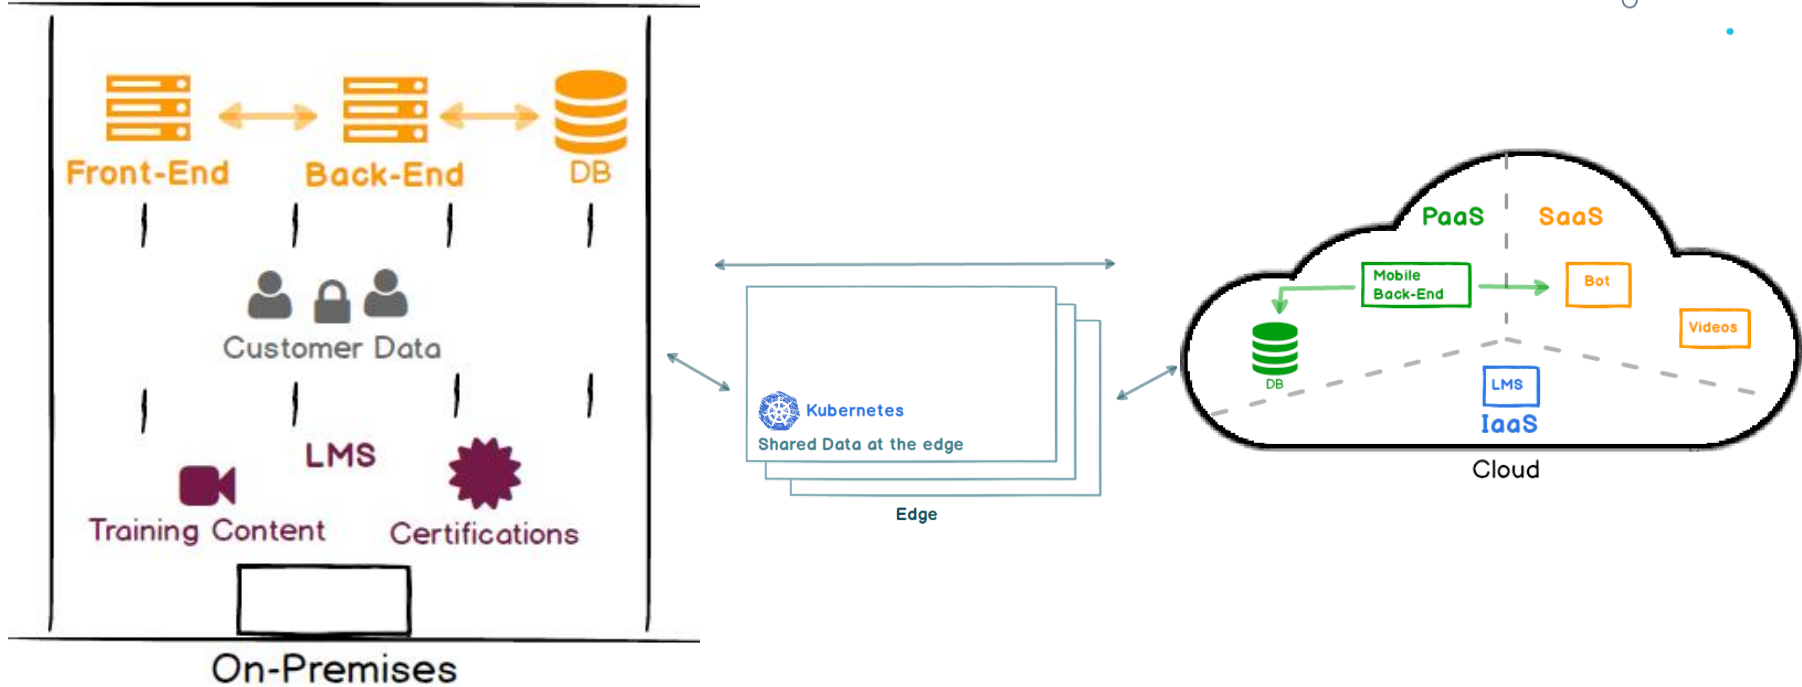 Front-End
Back-End
DB
Customer Data
LMS
Training Content
Certifications
On-Premises
Kubernetes
Shared Data at the edge
Edge
PaaS
SaaS
Mobile
Back-End
Bot
Videos
DB
LMS
IaaS
Cloud